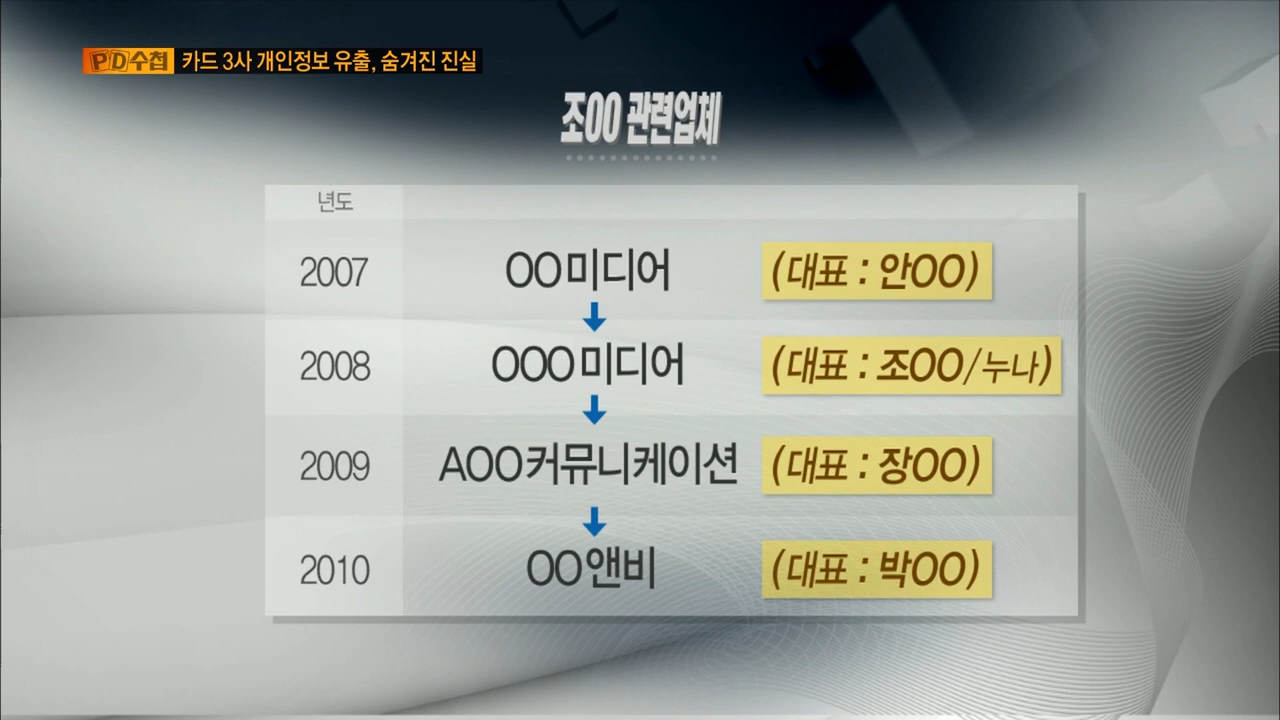 PD수첩 카드 3사 개인정보 유출, 숨겨진 진실
조OO 관련업체
년도
2007 OO미디어 (대표 : 안OO)
2008 OOO미디어 (대표 : 조OO/누나)
2009 AOO커뮤니케이션 (대표 : 장OO)
2010 OO앤비 (대표 : 박OO)